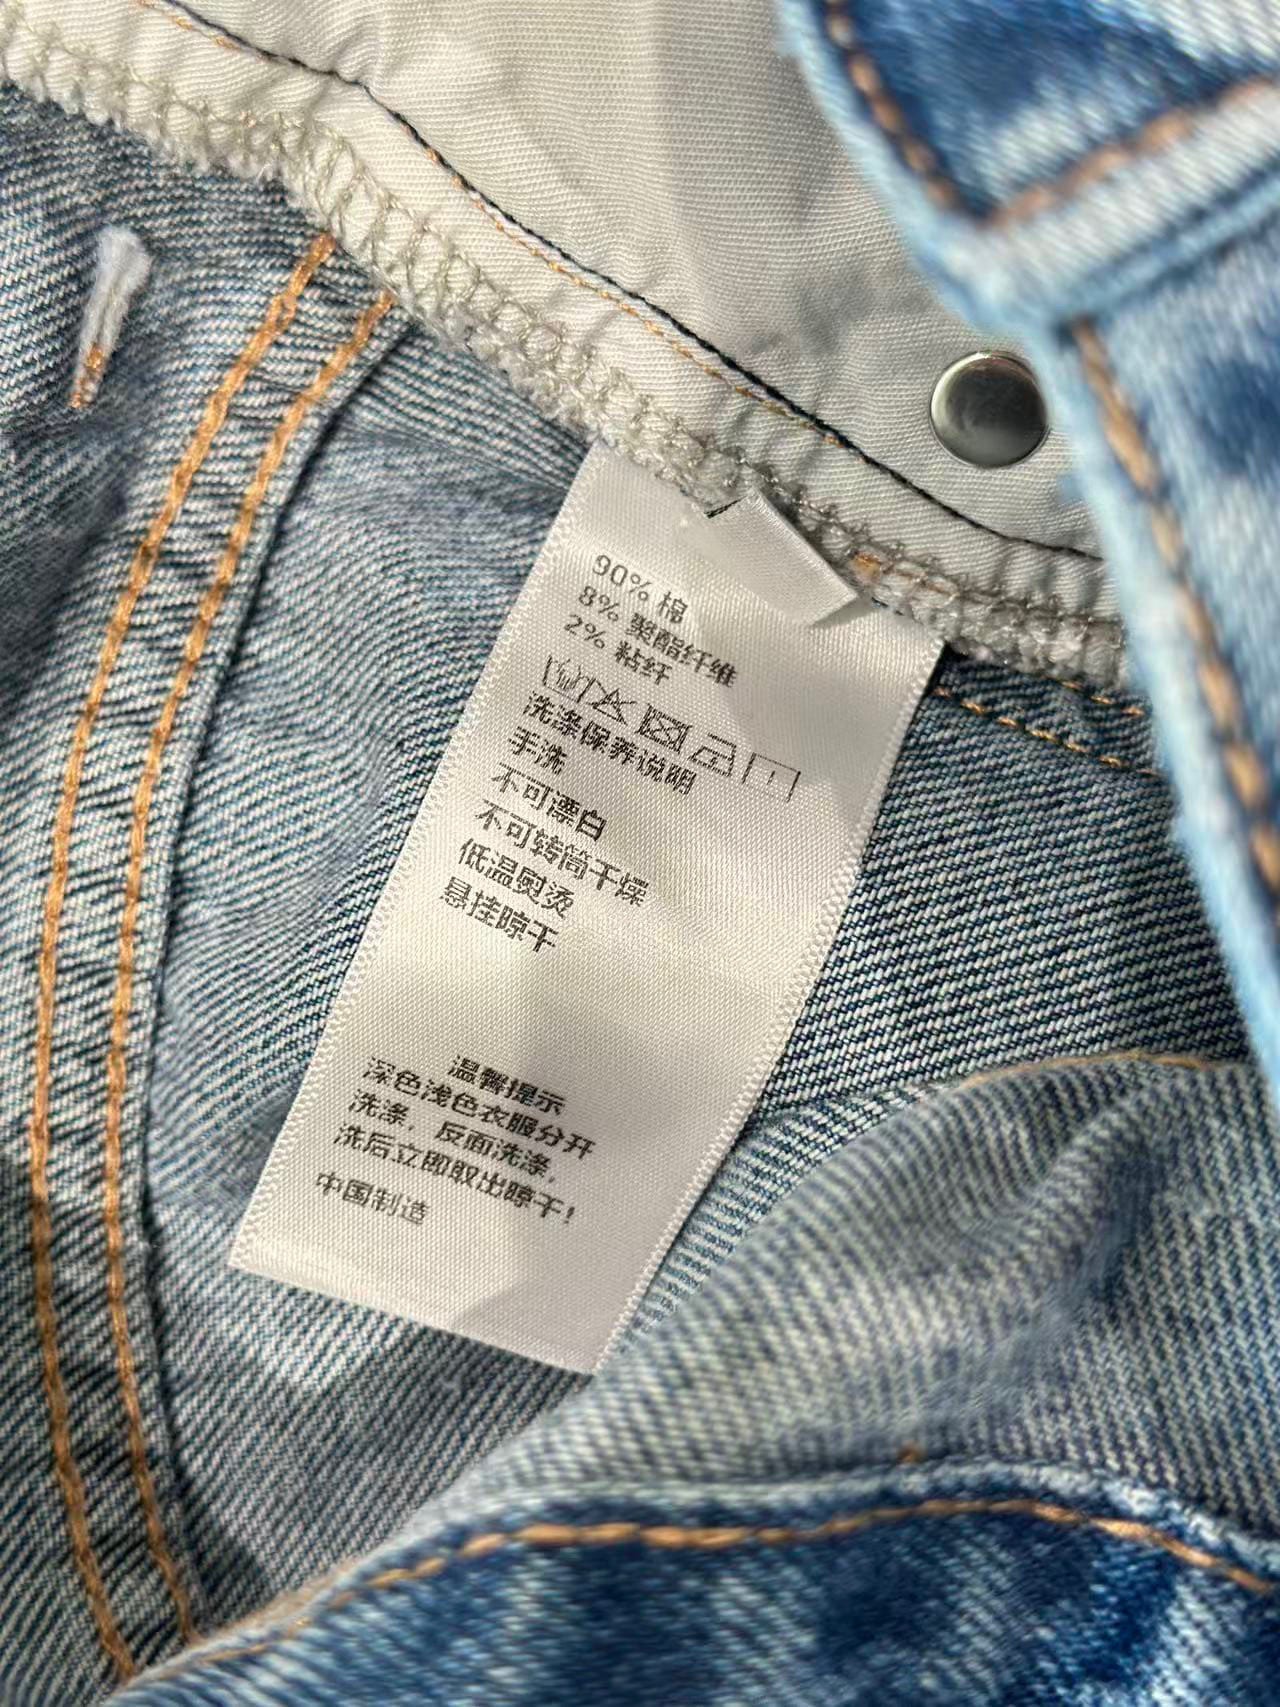 90% 棉
8% 聚酯纤维
2% 粘纤
洗涤保养说明
手洗
不可漂白
不可转筒干燥
低温熨烫
悬挂晾干
温馨提示
深色浅色衣服分开
洗涤，反面洗涤，
洗后立即取出晾干！
中国制造